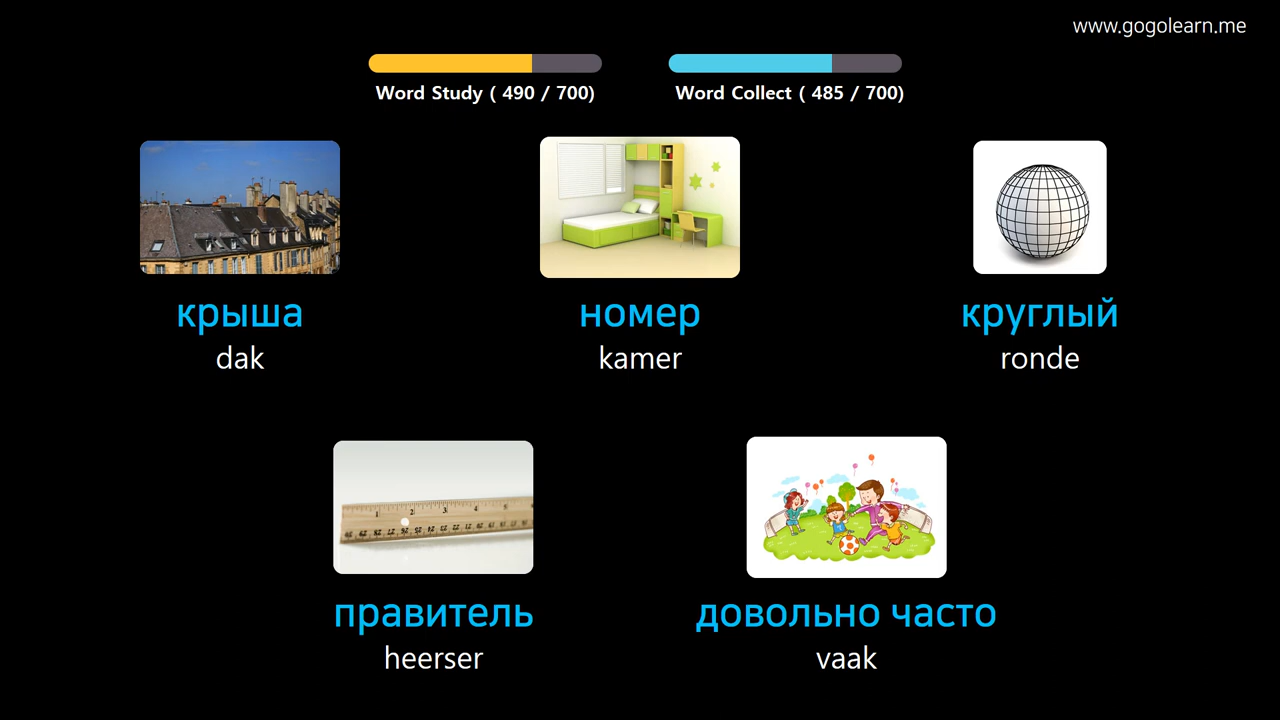 www.gogolearn.me
Word Study ( 490 / 700)
Word Collect ( 485 / 700)
крыша
dak
номер
kamer
круглый
ronde
правитель
heerser
довольно часто
vaak